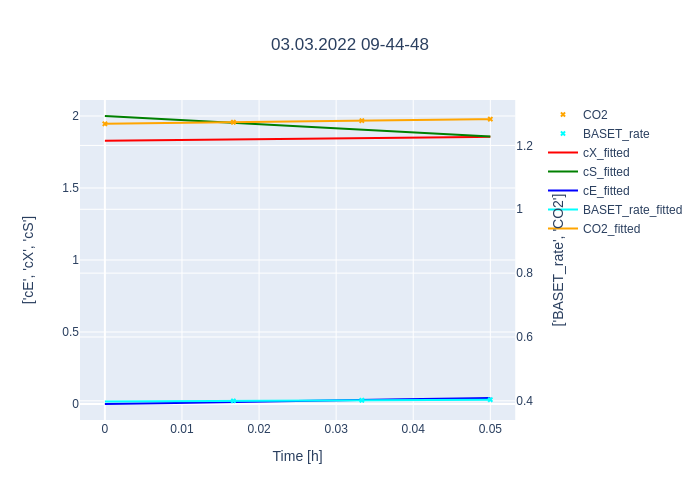 03.03.2022 09-44-48
2
1.5
1
0.5
0
['cE', 'cX', 'cS']
0
0.01
0.02
0.03
0.04
0.05
Time [h]
1.2
1
0.8
0.6
0.4
['BASET_rate', 'CO2']
CO2
BASET_rate
cX_fitted
cS_fitted
cE_fitted
BASET_rate_fitted
CO2_fitted